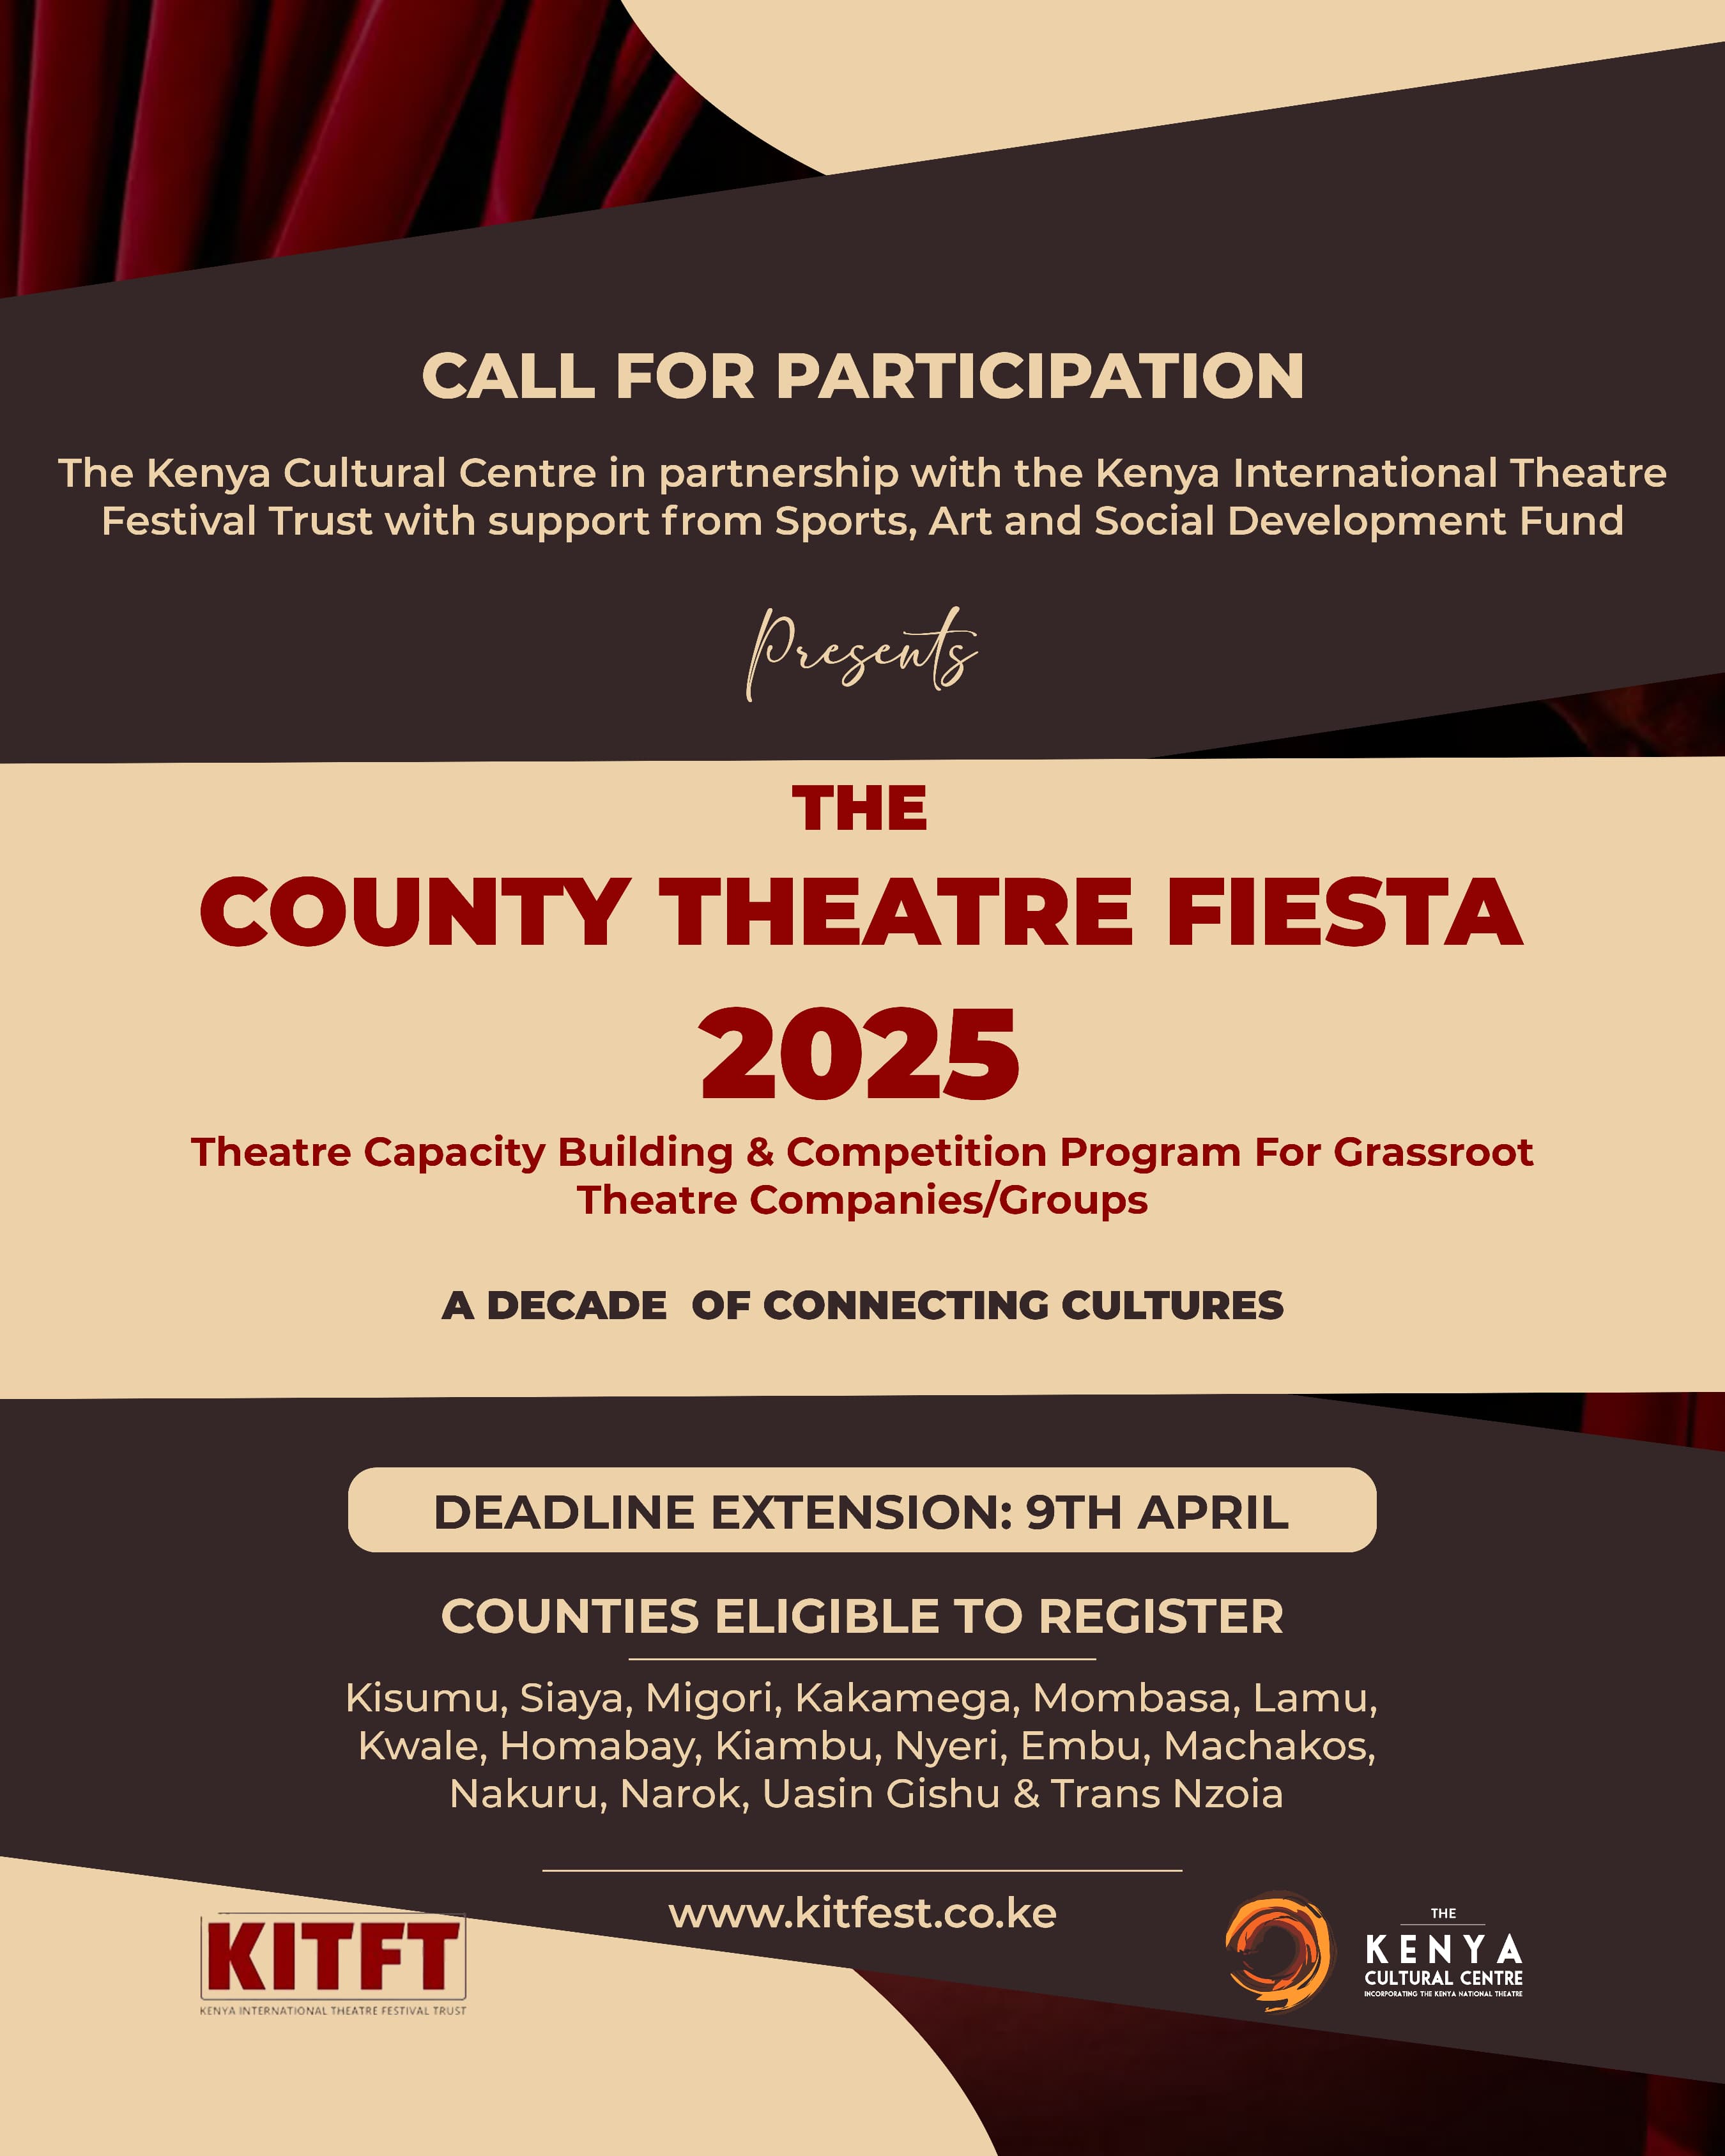 CALL FOR PARTICIPATION
The Kenya Cultural Centre in partnership with the Kenya International Theatre
Festival Trust with support from Sports, Art and Social Development Fund
Presents
THE
COUNTY THEATRE FIESTA
2025
Theatre Capacity Building & Competition Program For Grassroot
Theatre Companies/Groups
A DECADE OF CONNECTING CULTURES
DEADLINE EXTENSION: 9TH APRIL
COUNTIES ELIGIBLE TO REGISTER
Kisumu, Siaya, Migori, Kakamega, Mombasa, Lamu,
Kwale, Homabay, Kiambu, Nyeri, Embu, Machakos,
Nakuru, Narok, Uasin Gishu & Trans Nzoia
www.kitfest.co.ke
KITFT
KENYA INTERNATIONAL THEATRE FESTIVAL TRUST
THE
KENYA
CULTURAL CENTRE
INCORPORATING THE KENYA NATIONAL THEATRE